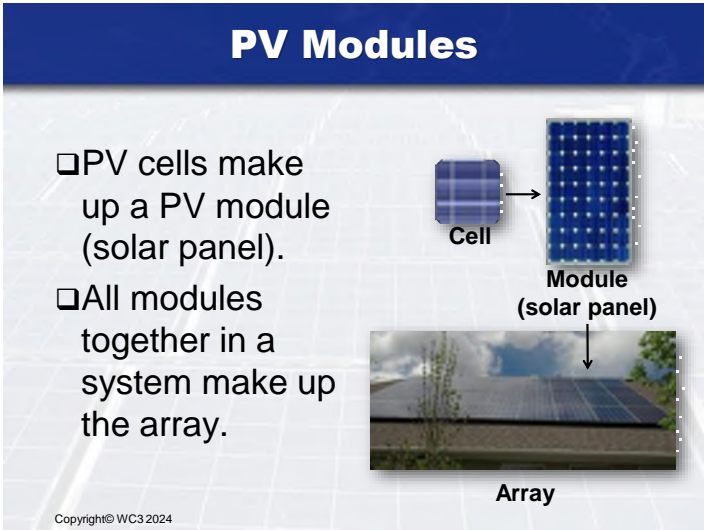 PV Modules
❑PV cells make
up a PV module
(solar panel).
❑All modules
together in a
system make up
the array.
Cell
Module
(solar panel)
Array
Copyright© WC3 2024